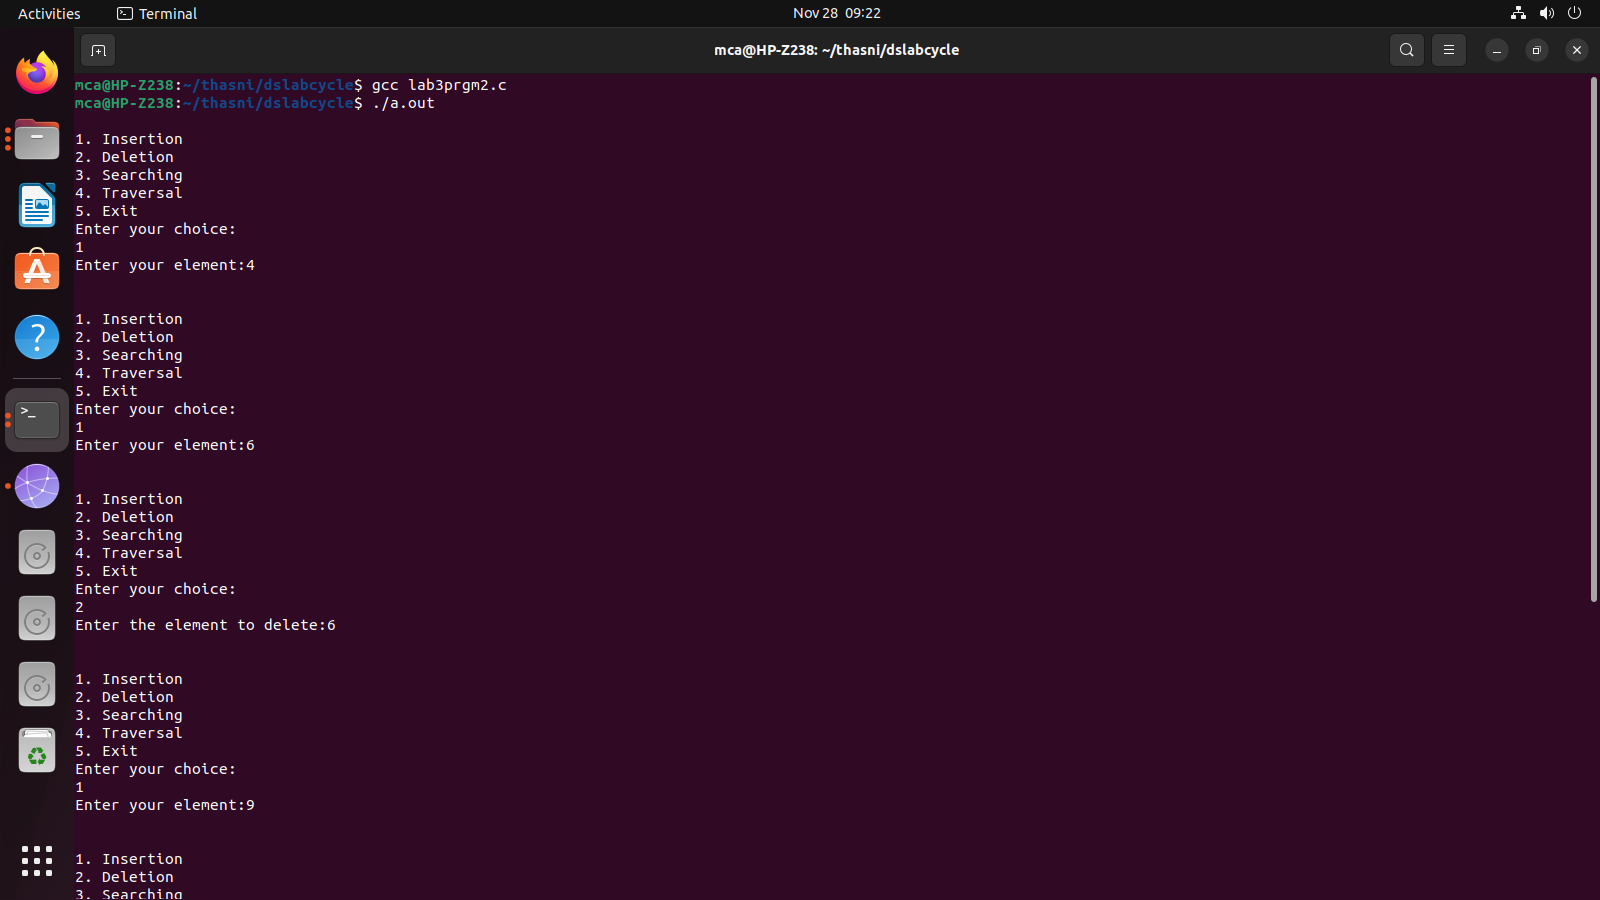 Activities
Terminal
Nov 28 09:22
mca@HP-Z238: ~/thasni/dslabcycle
mca@HP-Z238:~/thasni/dslabcycle$ gcc lab3prgm2.c
mca@HP-Z238:~/thasni/dslabcycle$ ./a.out
1. Insertion
2. Deletion
3. Searching
4. Traversal
5. Exit
Enter your choice:
1
Enter your element:4
1. Insertion
2. Deletion
3. Searching
4. Traversal
5. Exit
Enter your choice:
1
Enter your element:6
1. Insertion
2. Deletion
3. Searching
4. Traversal
5. Exit
Enter your choice:
2
Enter the element to delete:6
1. Insertion
2. Deletion
3. Searching
4. Traversal
5. Exit
Enter your choice:
1
Enter your element:9
1. Insertion
2. Deletion
3. Searching